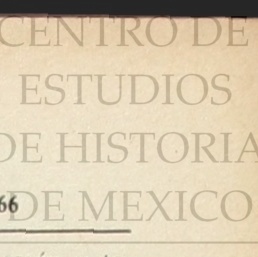 CENTRO DE
ESTUDIOS
DE HISTORIA
66 DE MEXICO